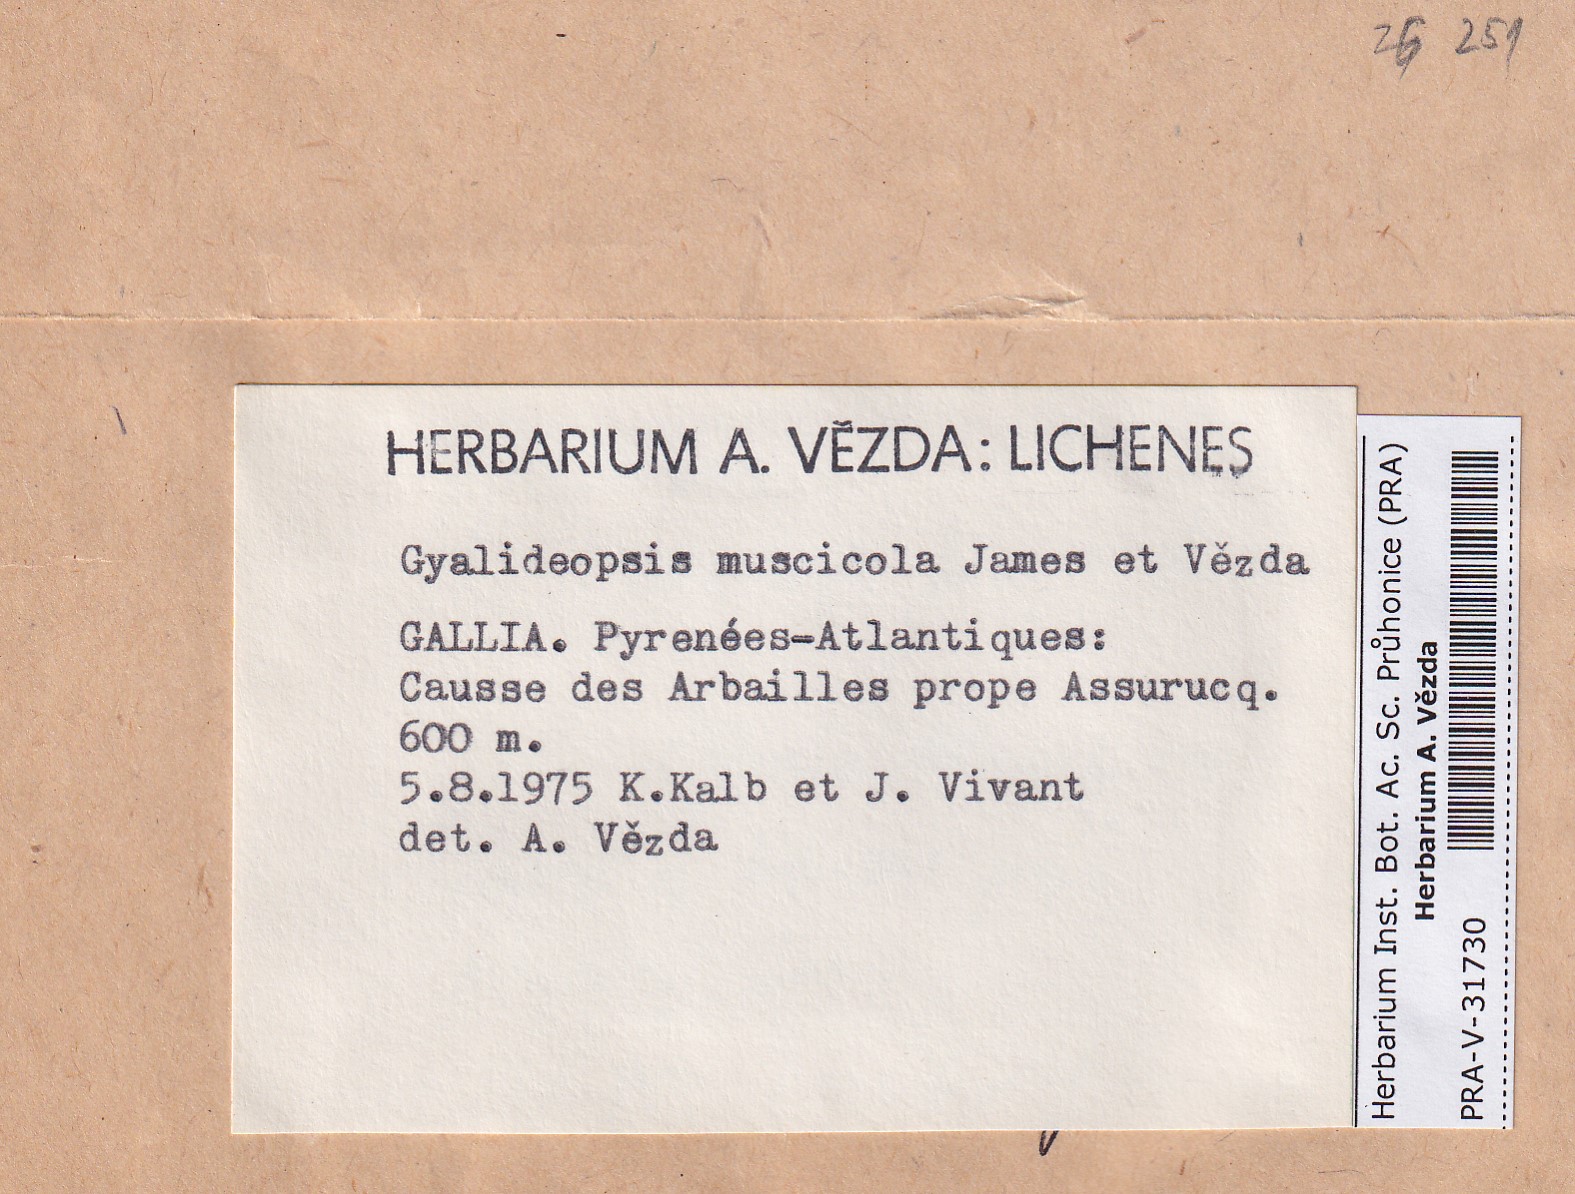 251
HERBARIUM A. VĚZDA: LICHENES
Gyalideopsis muscicola James et Vězda
GALLIA. Pyrenées-Atlantiques:
Causse des Arbailles prope Assurucq.
600 m.
5.8.1975 K.Kalb et J. Vivant
det. A. Vězda
Herbarium Inst. Bot. Ac. Sc. Průhonice (PRA)
Herbarium A. Vězda
PRA-V-31730